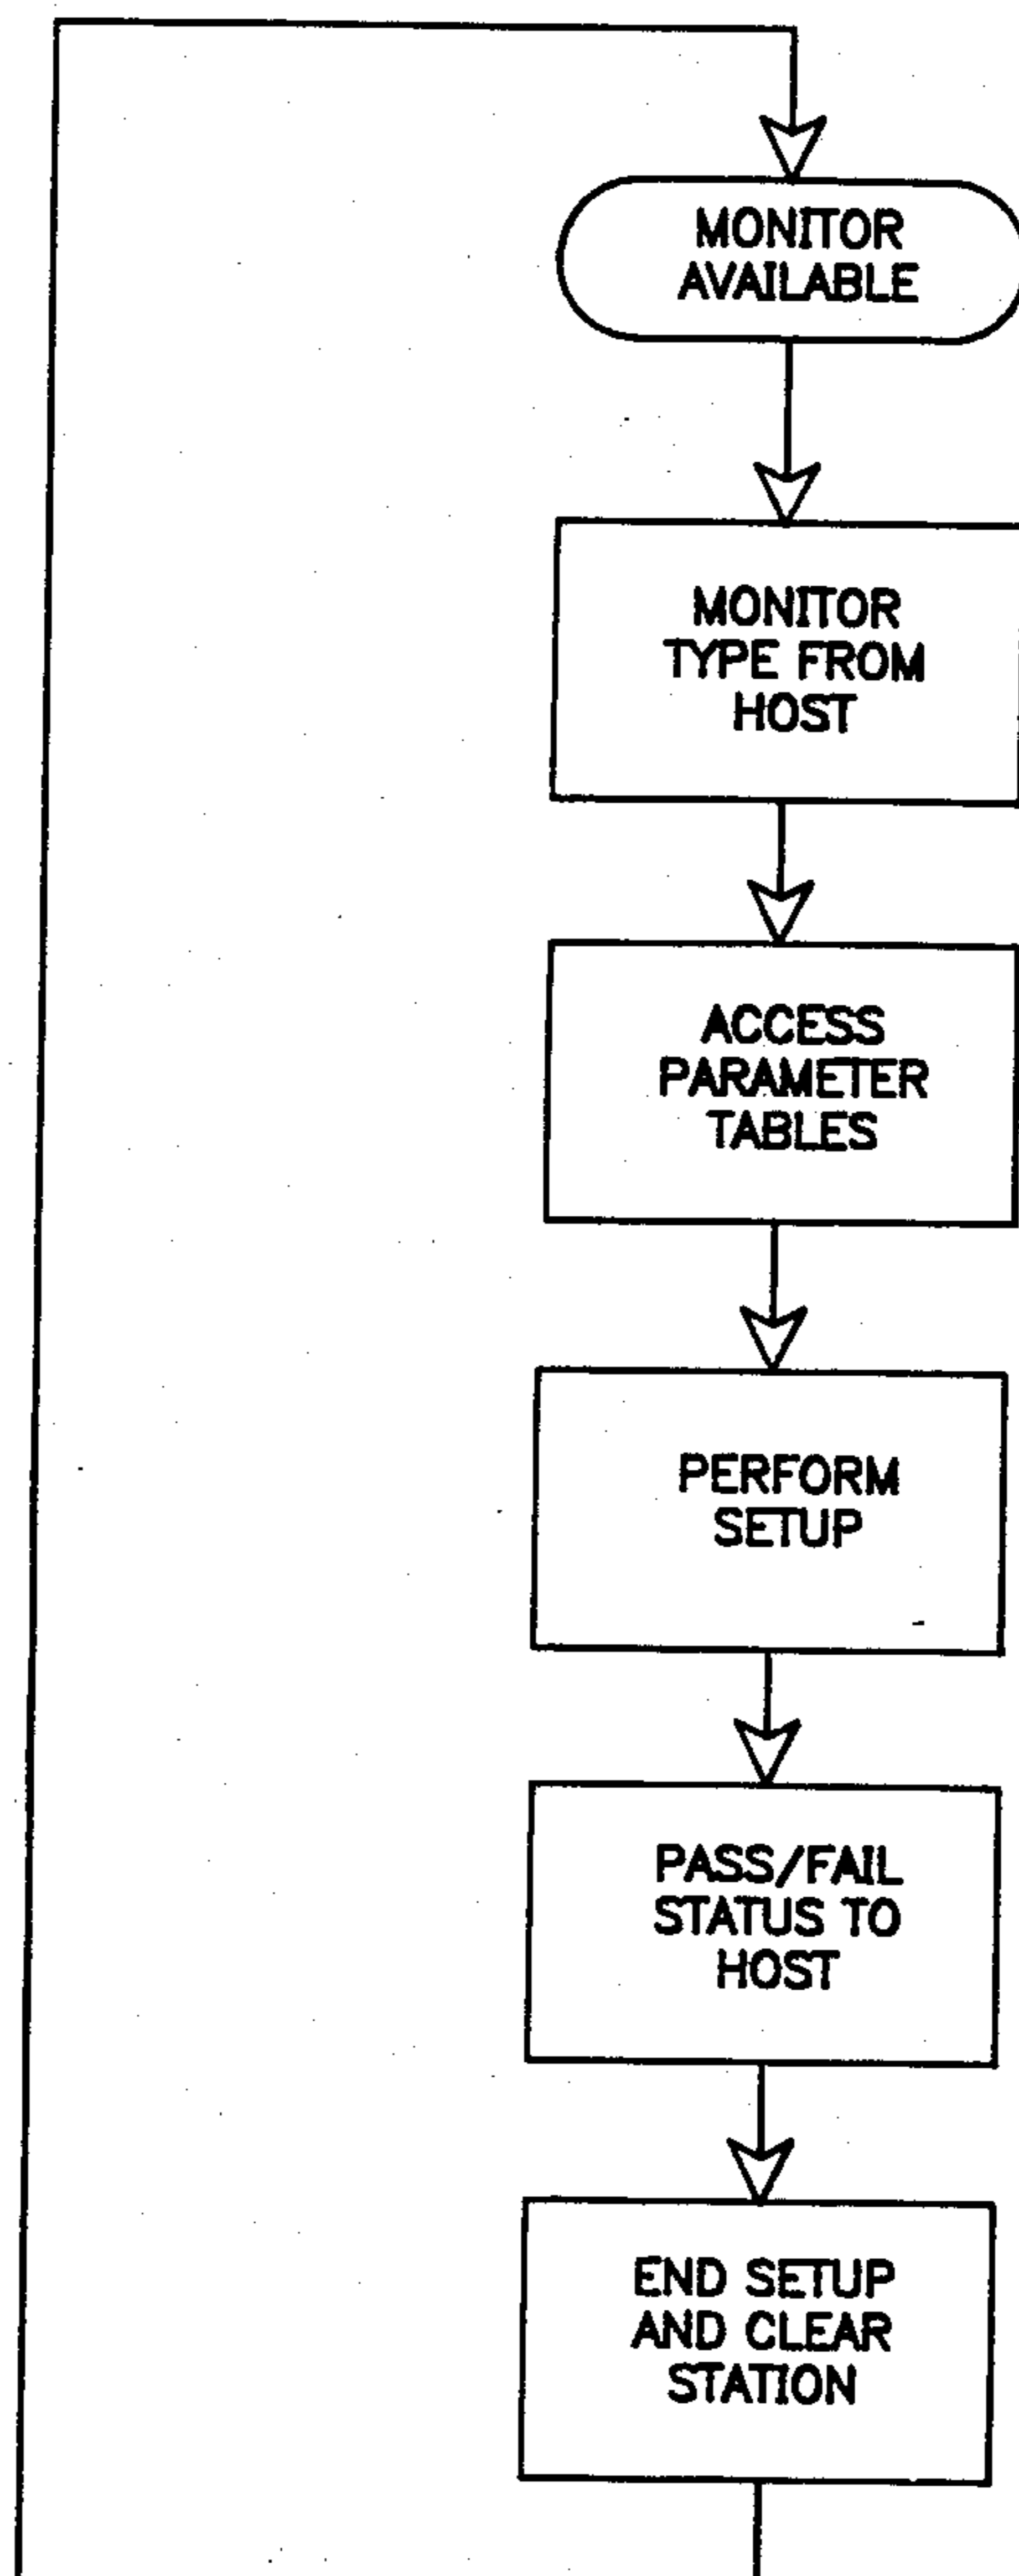 MONITOR
AVAILABLE
MONITOR
TYPE FROM
HOST
ACCESS
PARAMETER
TABLES
PERFORM
SETUP
PASS/FAIL
STATUS TO
HOST
END SETUP
AND CLEAR
STATION